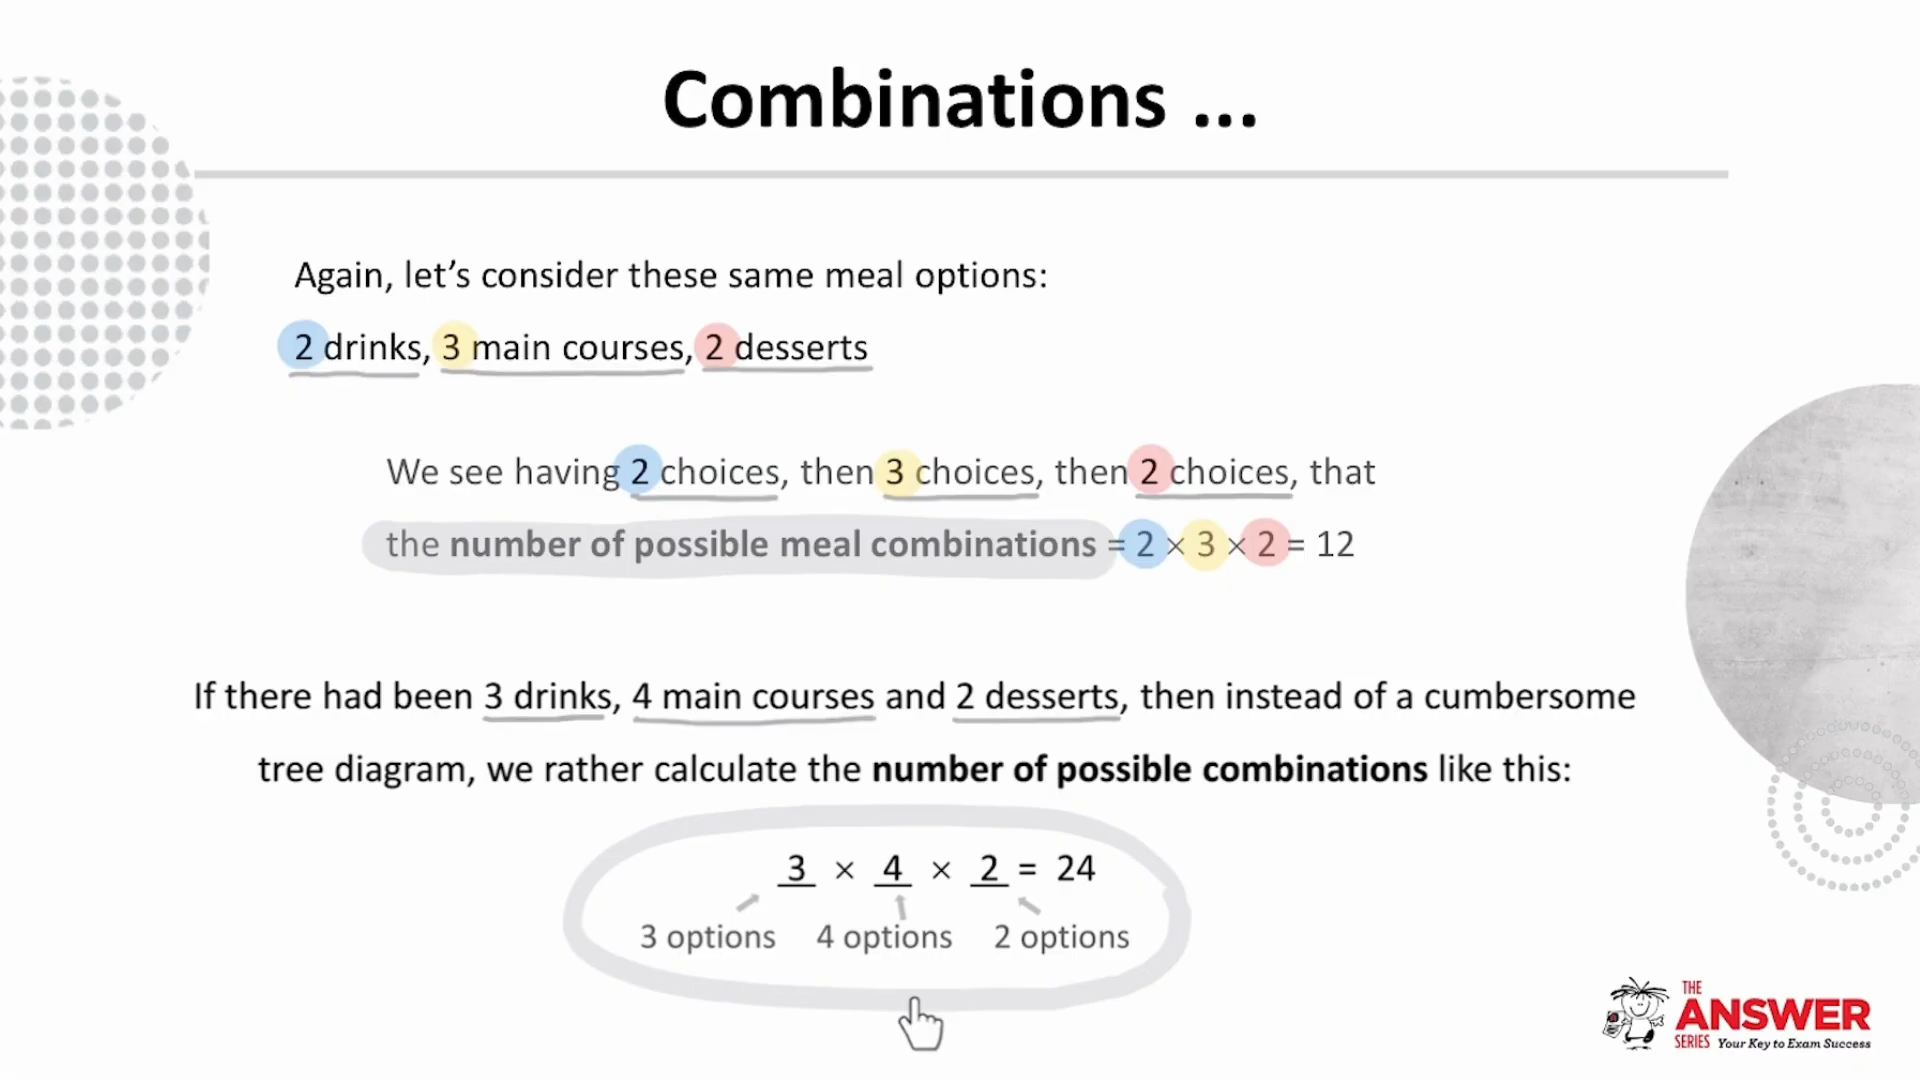 Combinations ...
Again, let’s consider these same meal options:
2 drinks, 3 main courses, 2 desserts
We see having 2 choices, then 3 choices, then 2 choices, that
the number of possible meal combinations = 2 × 3 × 2 = 12
If there had been 3 drinks, 4 main courses and 2 desserts, then instead of a cumbersome
tree diagram, we rather calculate the number of possible combinations like this:
3 × 4 × 2 = 24
3 options 4 options 2 options
THE
ANSWER
SERIES Your Key to Exam Success